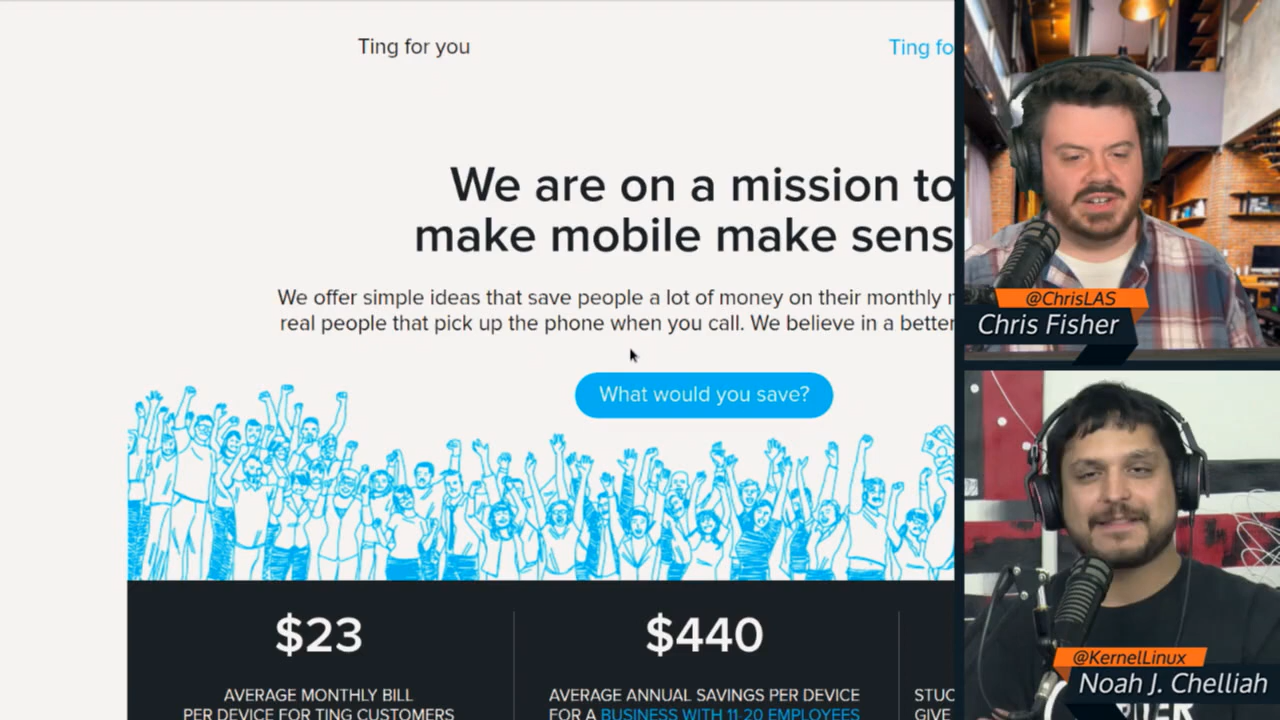 Ting for you
Ting fo
We are on a mission to
make mobile make sens
We offer simple ideas that save people a lot of money on their monthly
real people that pick up the phone when you call. We believe in a better
What would you save?
$23
AVERAGE MONTHLY BILL
PER DEVICE FOR TING CUSTOMERS
$440
AVERAGE ANNUAL SAVINGS PER DEVICE
FOR A BUSINESS WITH 11-20 EMPLOYEES
STUC
GIVE
@ChrisLAS
Chris Fisher
@KernelLinux
Noah J. Chelliah